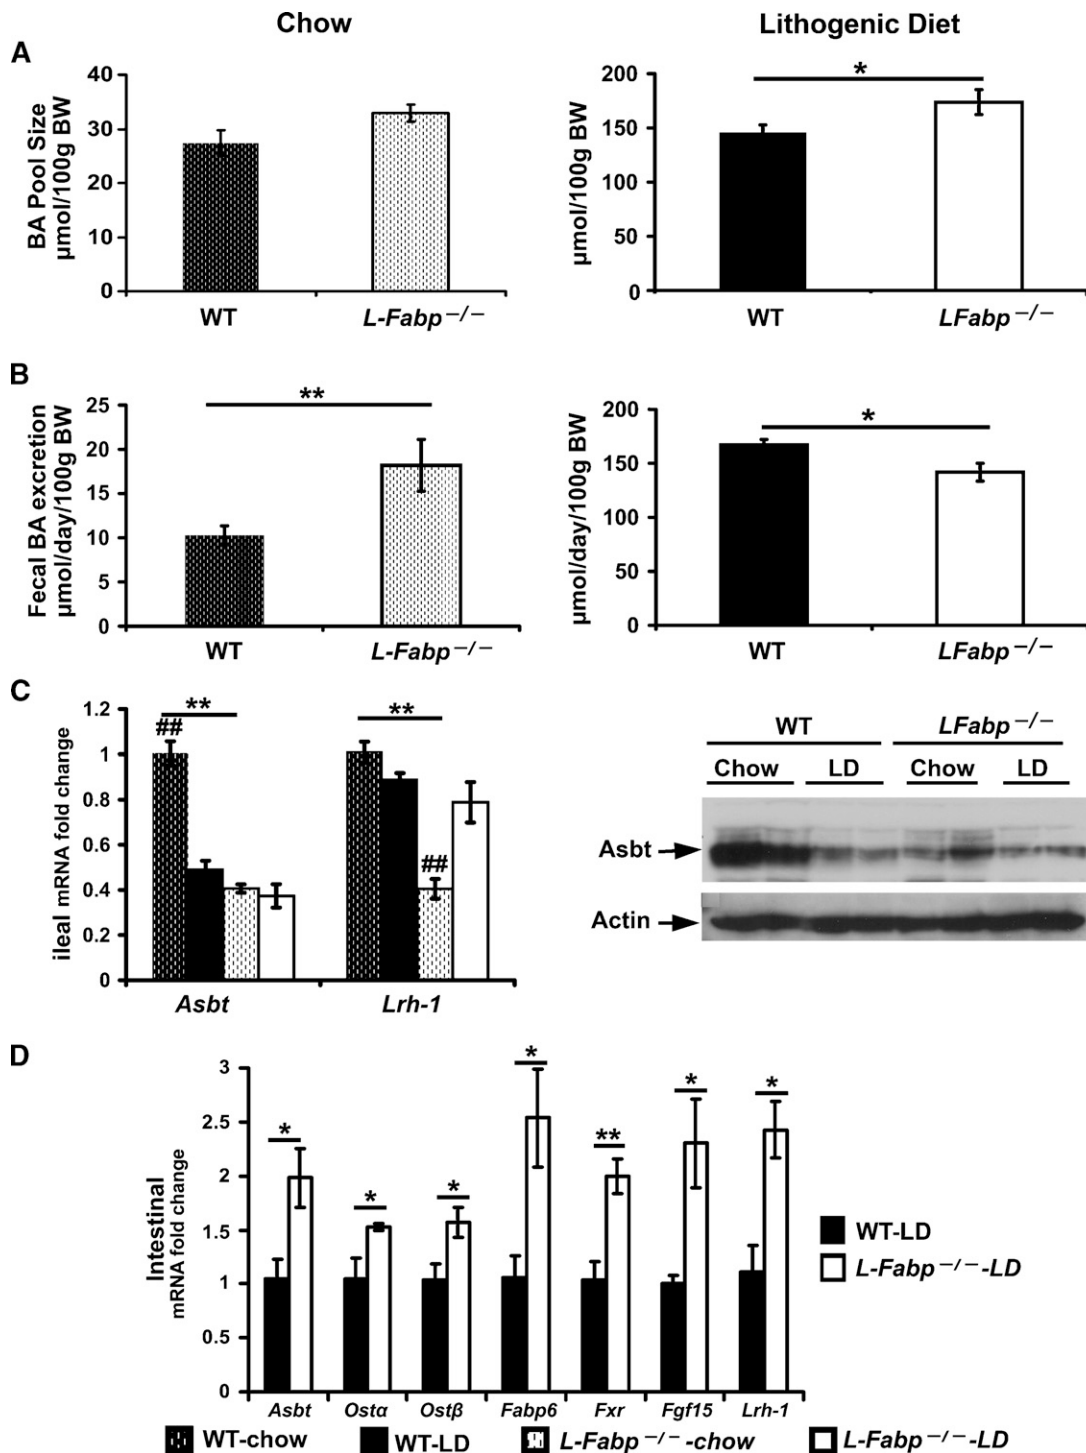 Chow
Lithogenic Diet
A
BA Pool Size
µmol/100g BW
40
30
20
10
0
WT
L-Fabp−/−
µmol/100g BW
200
150
100
50
0
*
WT
LFabp−/−
B
Fecal BA excretion
µmol/day/100g BW
25
20
15
10
5
0
**
WT
L-Fabp−/−
µmol/day/100g BW
200
150
100
50
0
*
WT
LFabp−/−
C
ileal mRNA fold change
1.2
1
0.8
0.6
0.4
0.2
0
**
##
**
##
Asbt
Lrh-1
WT
LFabp−/−
Chow
LD
Chow
LD
Asbt
Actin
D
Intestinal
mRNA fold change
3
2.5
2
1.5
1
0.5
0
*
*
*
*
**
*
*
Asbt
Ostα
Ostβ
Fabp6
Fxr
Fgf15
Lrh-1
WT-LD
L-Fabp−/−-LD
WT-chow
WT-LD
L-Fabp−/−-chow
L-Fabp−/−-LD